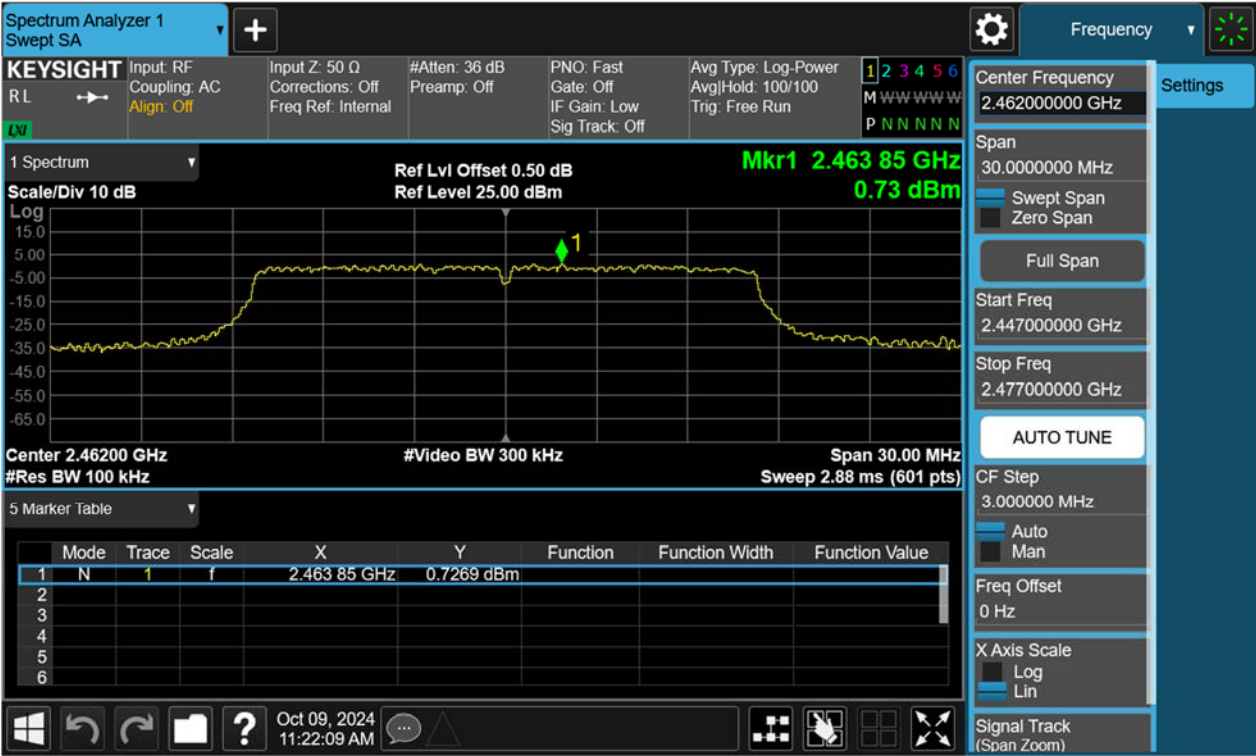 Spectrum Analyzer 1
Swept SA
+
Frequency
KEYSIGHT
R L
LXI
Input: RF
Coupling: AC
Align: Off
Input Z: 50 Ω
Corrections: Off
Freq Ref: Internal
#Atten: 36 dB
Preamp: Off
PNO: Fast
Gate: Off
IF Gain: Low
Sig Track: Off
Avg Type: Log-Power
Avg|Hold: 100/100
Trig: Free Run
1 2 3 4 5 6
M W W W W W
P N N N N N
1 Spectrum
Scale/Div 10 dB
Ref Lvl Offset 0.50 dB
Ref Level 25.00 dBm
Mkr1 2.463 85 GHz
0.73 dBm
Log
15.0
5.00
-5.00
-15.0
-25.0
-35.0
-45.0
-55.0
-65.0
1
Center 2.46200 GHz
#Video BW 300 kHz
Span 30.00 MHz
#Res BW 100 kHz
Sweep 2.88 ms (601 pts)
5 Marker Table
Mode Trace Scale X Y Function Function Width Function Value
1 N 1 f 2.463 85 GHz 0.7269 dBm
2
3
4
5
6
?
Oct 09, 2024
11:22:09 AM
Center Frequency
2.462000000 GHz
Settings
Span
30.0000000 MHz
Swept Span
Zero Span
Full Span
Start Freq
2.447000000 GHz
Stop Freq
2.477000000 GHz
AUTO TUNE
CF Step
3.000000 MHz
Auto
Man
Freq Offset
0 Hz
X Axis Scale
Log
Lin
Signal Track
(Span Zoom)